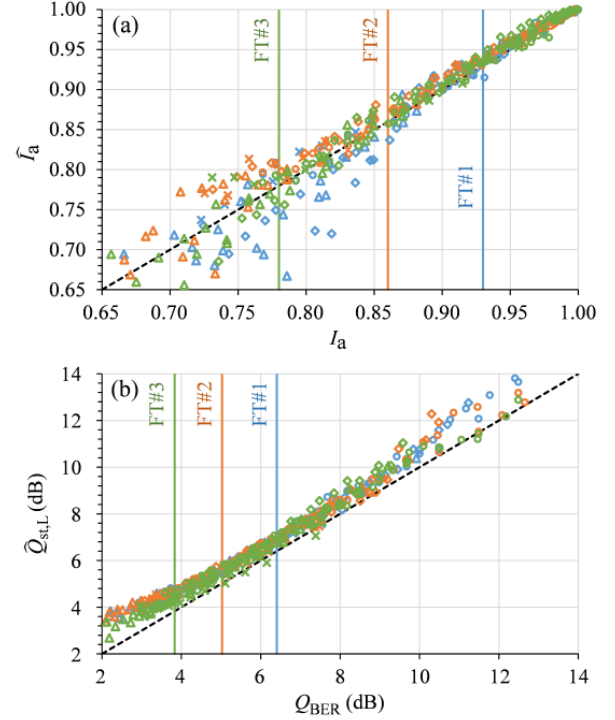 (a)
FT#3
FT#2
FT#1
1.00
0.95
0.90
0.85
0.80
0.75
0.70
0.65
Îa
0.65 0.70 0.75 0.80 0.85 0.90 0.95 1.00
Ia
(b)
FT#3
FT#2
FT#1
14
12
10
8
6
4
2
Q̂st,L (dB)
2 4 6 8 10 12 14
QBER (dB)